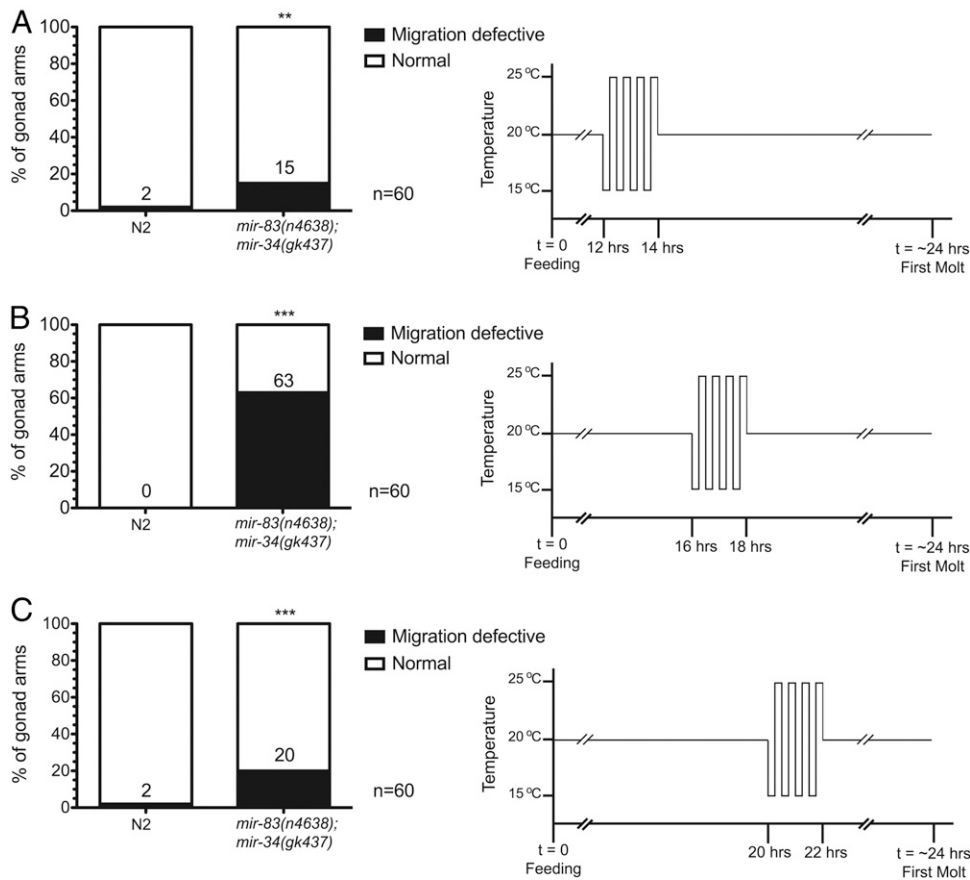 A
**
100
80
60
40
20
0
% of gonad arms
2
15
N2
mir-83(n4638);
mir-34(gk437)
Migration defective
Normal
n=60
Temperature
25 ºC
20 ºC
15 ºC
t = 0
Feeding
12 hrs
14 hrs
t = ~24 hrs
First Molt
B
***
100
80
60
40
20
0
% of gonad arms
0
63
N2
mir-83(n4638);
mir-34(gk437)
Migration defective
Normal
n=60
Temperature
25 ºC
20 ºC
15 ºC
t = 0
Feeding
16 hrs
18 hrs
t = ~24 hrs
First Molt
C
***
100
80
60
40
20
0
% of gonad arms
2
20
N2
mir-83(n4638);
mir-34(gk437)
Migration defective
Normal
n=60
Temperature
25 ºC
20 ºC
15 ºC
t = 0
Feeding
20 hrs
22 hrs
t = ~24 hrs
First Molt